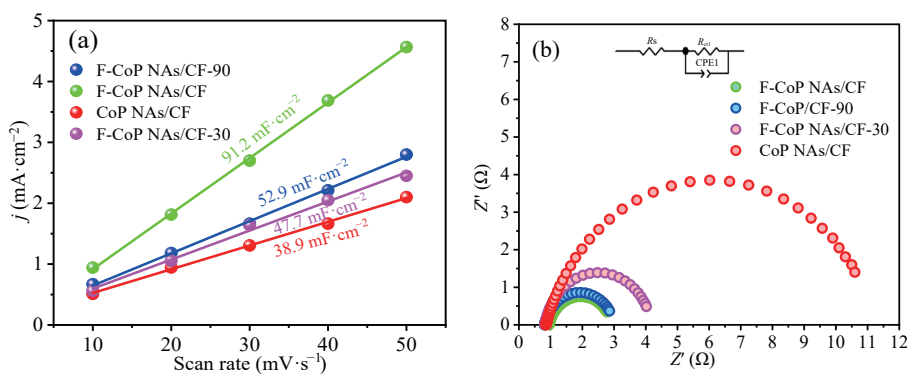 (a)
F-CoP NAs/CF-90
F-CoP NAs/CF
CoP NAs/CF
F-CoP NAs/CF-30
91.2 mF·cm⁻²
52.9 mF·cm⁻²
47.7 mF·cm⁻²
38.9 mF·cm⁻²
j (mA·cm⁻²)
5
4
3
2
1
0
10 20 30 40 50
Scan rate (mV·s⁻¹)
(b)
Rs
Rct1
CPE1
F-CoP NAs/CF
F-CoP/CF-90
F-CoP NAs/CF-30
CoP NAs/CF
Z″ (Ω)
8
7
6
5
4
3
2
1
0
0 1 2 3 4 5 6 7 8 9 10 11 12
Z′ (Ω)